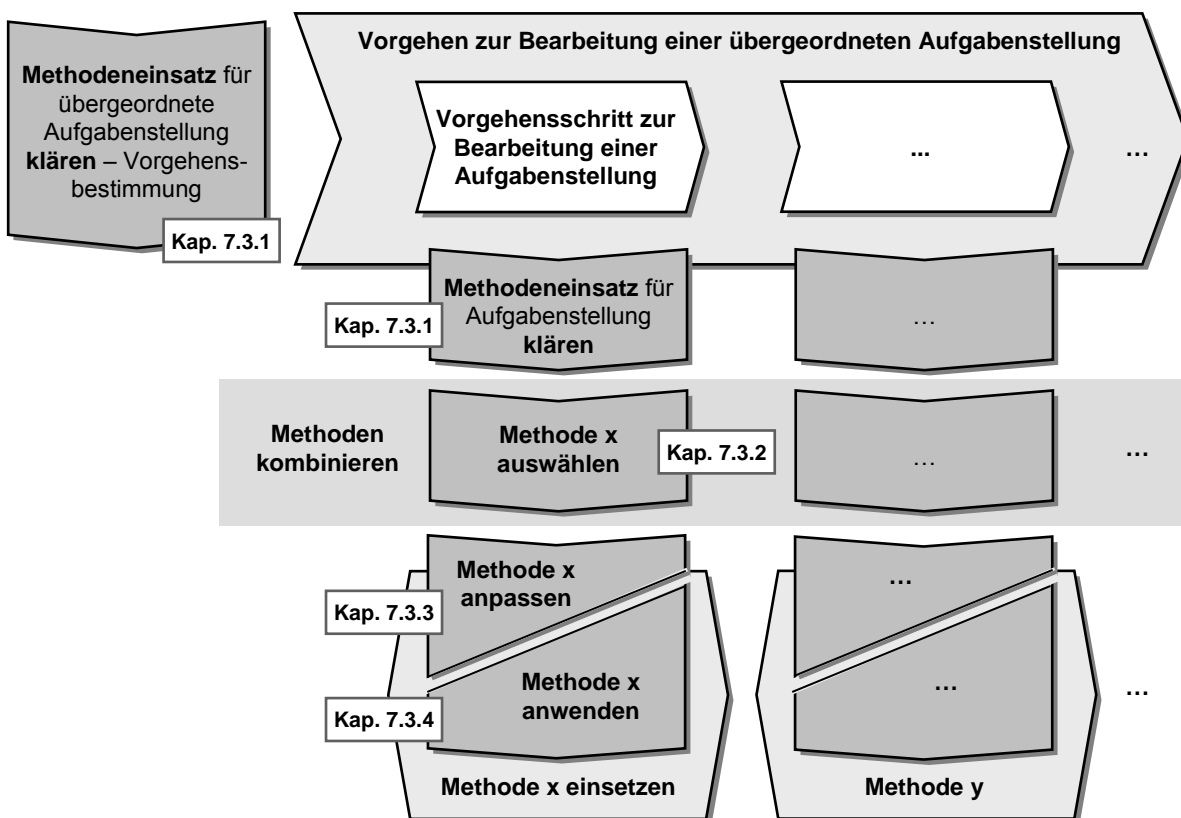 Methodeneinsatz für
übergeordnete
Aufgabenstellung
klären – Vorgehens-
bestimmung
Kap. 7.3.1
Vorgehen zur Bearbeitung einer übergeordneten Aufgabenstellung
Vorgehensschritt zur
Bearbeitung einer
Aufgabenstellung
...
...
Methodeneinsatz für
Aufgabenstellung
klären
Kap. 7.3.1
...
Methoden
kombinieren
Methode x
auswählen
Kap. 7.3.2
...
...
Methode x
anpassen
Kap. 7.3.3
...
Methode x
anwenden
Kap. 7.3.4
...
...
Methode x einsetzen
Methode y